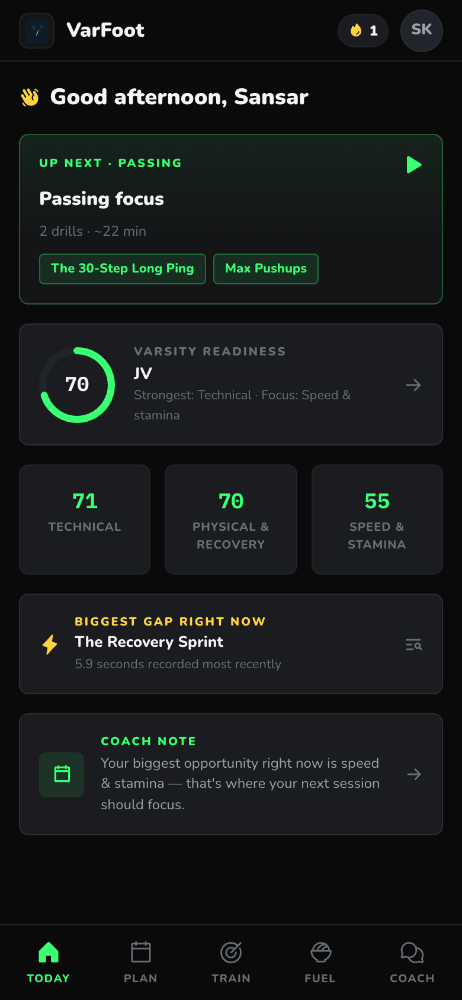 VarFoot
1
SK
Good afternoon, Sansar
UP NEXT · PASSING
Passing focus
2 drills · ~22 min
The 30-Step Long Ping
Max Pushups
70
VARSITY READINESS
JV
Strongest: Technical · Focus: Speed &
stamina
71
TECHNICAL
70
PHYSICAL &
RECOVERY
55
SPEED &
STAMINA
BIGGEST GAP RIGHT NOW
The Recovery Sprint
5.9 seconds recorded most recently
COACH NOTE
Your biggest opportunity right now is speed
& stamina — that's where your next session
should focus.
TODAY
PLAN
TRAIN
FUEL
COACH